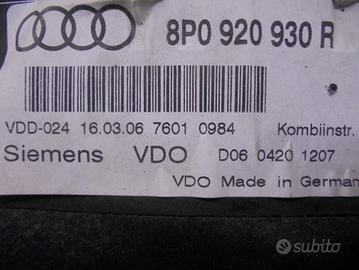 8P0 920 930 R
VDD-024 16.03.06 7601 0984 Kombiinstr.
Siemens VDO D06 0420 1207
VDO Made in German
subito